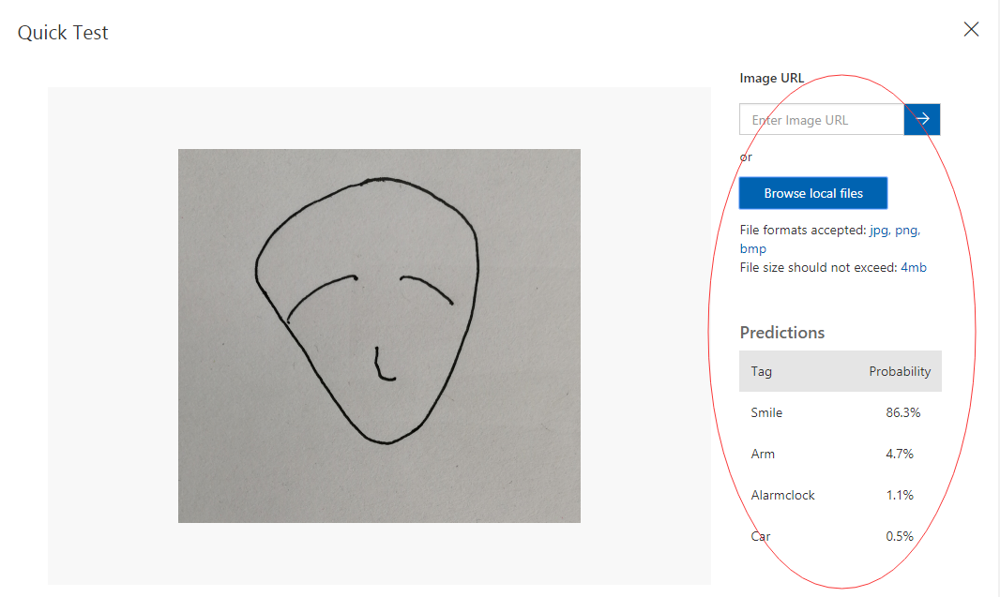 Quick Test
Image URL
Enter Image URL
or
Browse local files
File formats accepted: jpg, png,
bmp
File size should not exceed: 4mb
Predictions
Tag Probability
Smile 86.3%
Arm 4.7%
Alarmclock 1.1%
Car 0.5%